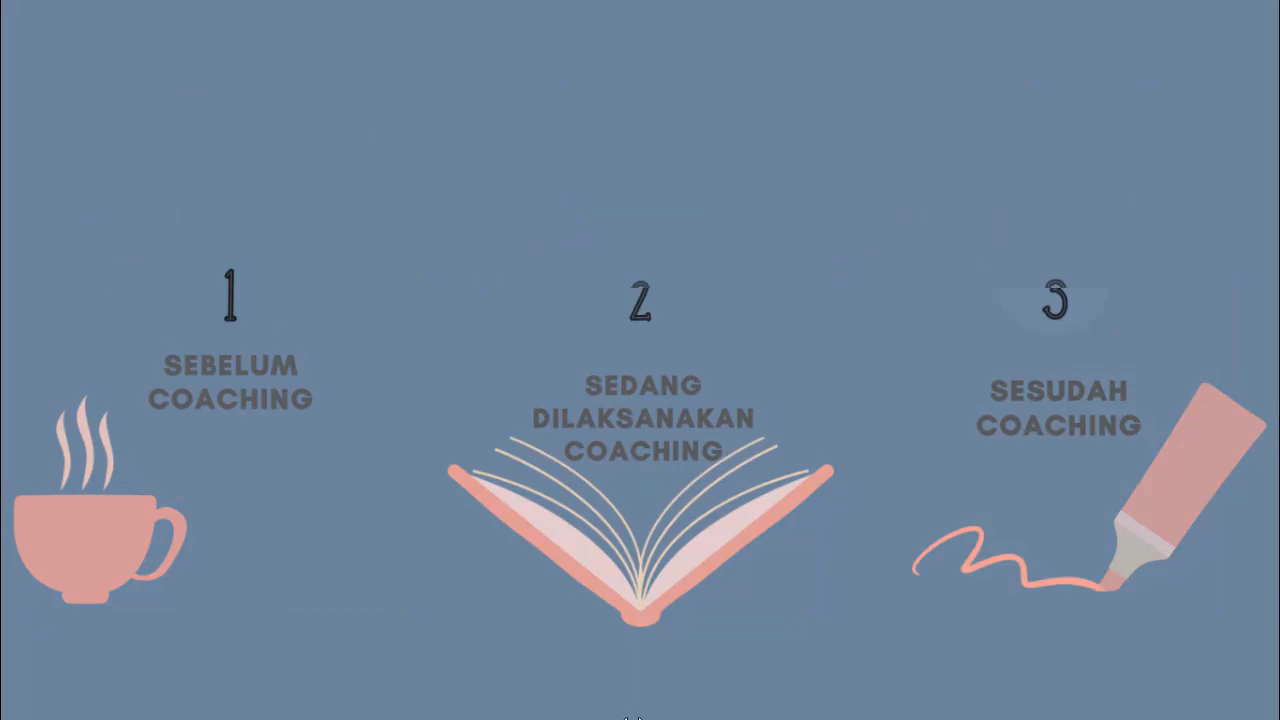 1
SEBELUM
COACHING
2
SEDANG
DILAKSANAKAN
COACHING
3
SESUDAH
COACHING